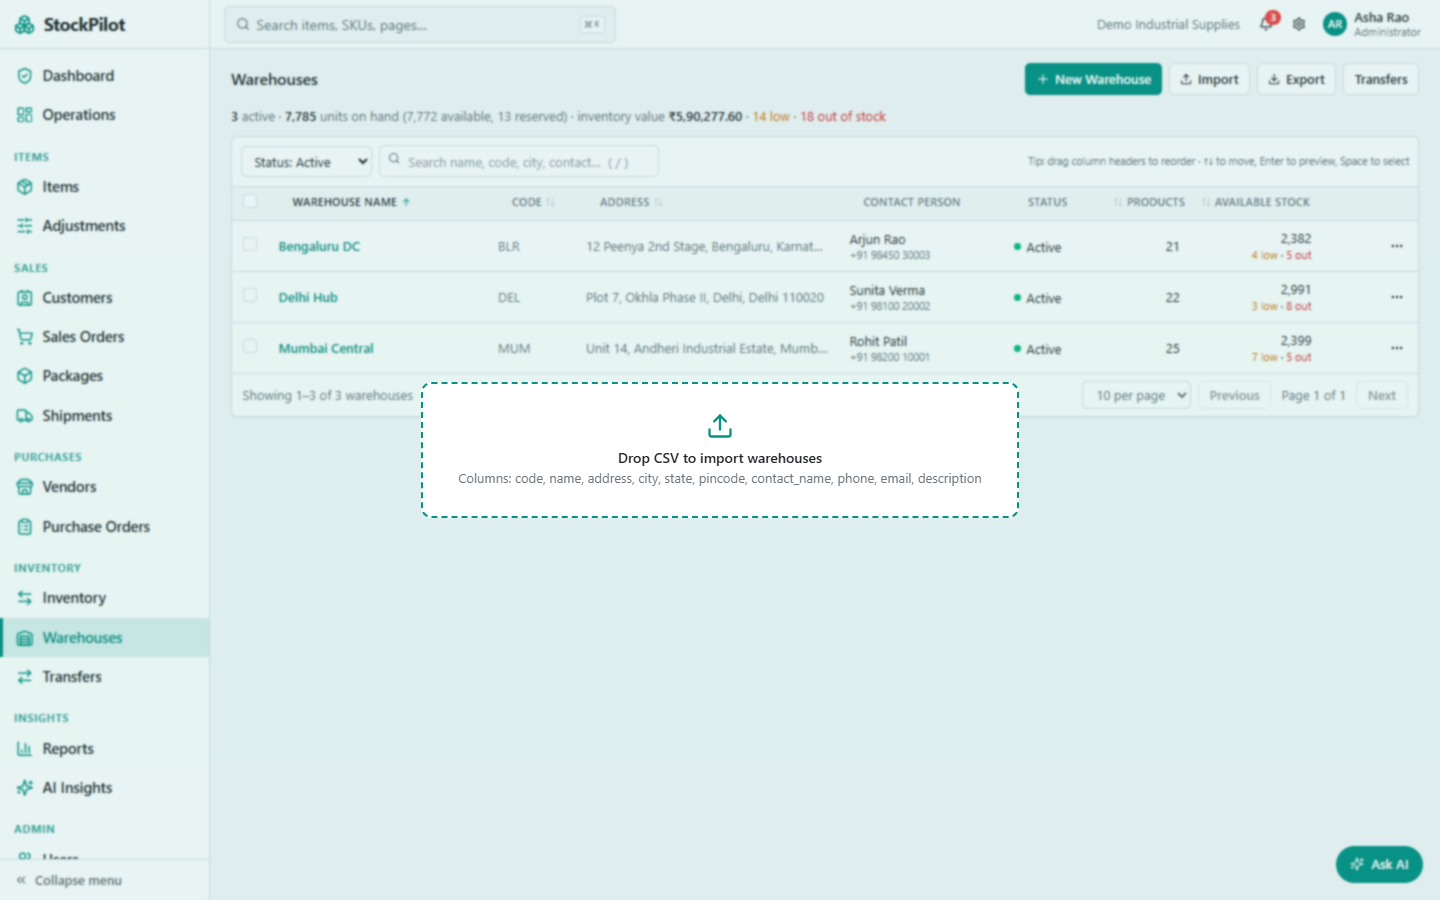 StockPilot
Search items, SKUs, pages...
⌘K
Demo Industrial Supplies
3
AR
Asha Rao
Administrator
Dashboard
Operations
ITEMS
Items
Adjustments
SALES
Customers
Sales Orders
Packages
Shipments
PURCHASES
Vendors
Purchase Orders
INVENTORY
Inventory
Warehouses
Transfers
INSIGHTS
Reports
AI Insights
ADMIN
Users
Collapse menu
Warehouses
New Warehouse
Import
Export
Transfers
3 active · 7,785 units on hand (7,772 available, 13 reserved) · inventory value ₹5,90,277.60 · 14 low · 18 out of stock
Status: Active
Search name, code, city, contact... ( / )
Tip: drag column headers to reorder · ↑↓ to move, Enter to preview, Space to select
WAREHOUSE NAME ↑ CODE ↑↓ ADDRESS ↑↓ CONTACT PERSON STATUS ↑↓ PRODUCTS ↑↓ AVAILABLE STOCK
Bengaluru DC BLR 12 Peenya 2nd Stage, Bengaluru, Karnat... Arjun Rao Active 21 2,382
+91 98450 30003 4 low · 5 out
Delhi Hub DEL Plot 7, Okhla Phase II, Delhi, Delhi 110020 Sunita Verma Active 22 2,991
+91 98100 20002 3 low · 8 out
Mumbai Central MUM Unit 14, Andheri Industrial Estate, Mumb... Rohit Patil Active 25 2,399
+91 98200 10001 7 low · 5 out
Showing 1–3 of 3 warehouses
10 per page
Previous
Page 1 of 1
Next
Drop CSV to import warehouses
Columns: code, name, address, city, state, pincode, contact_name, phone, email, description
Ask AI